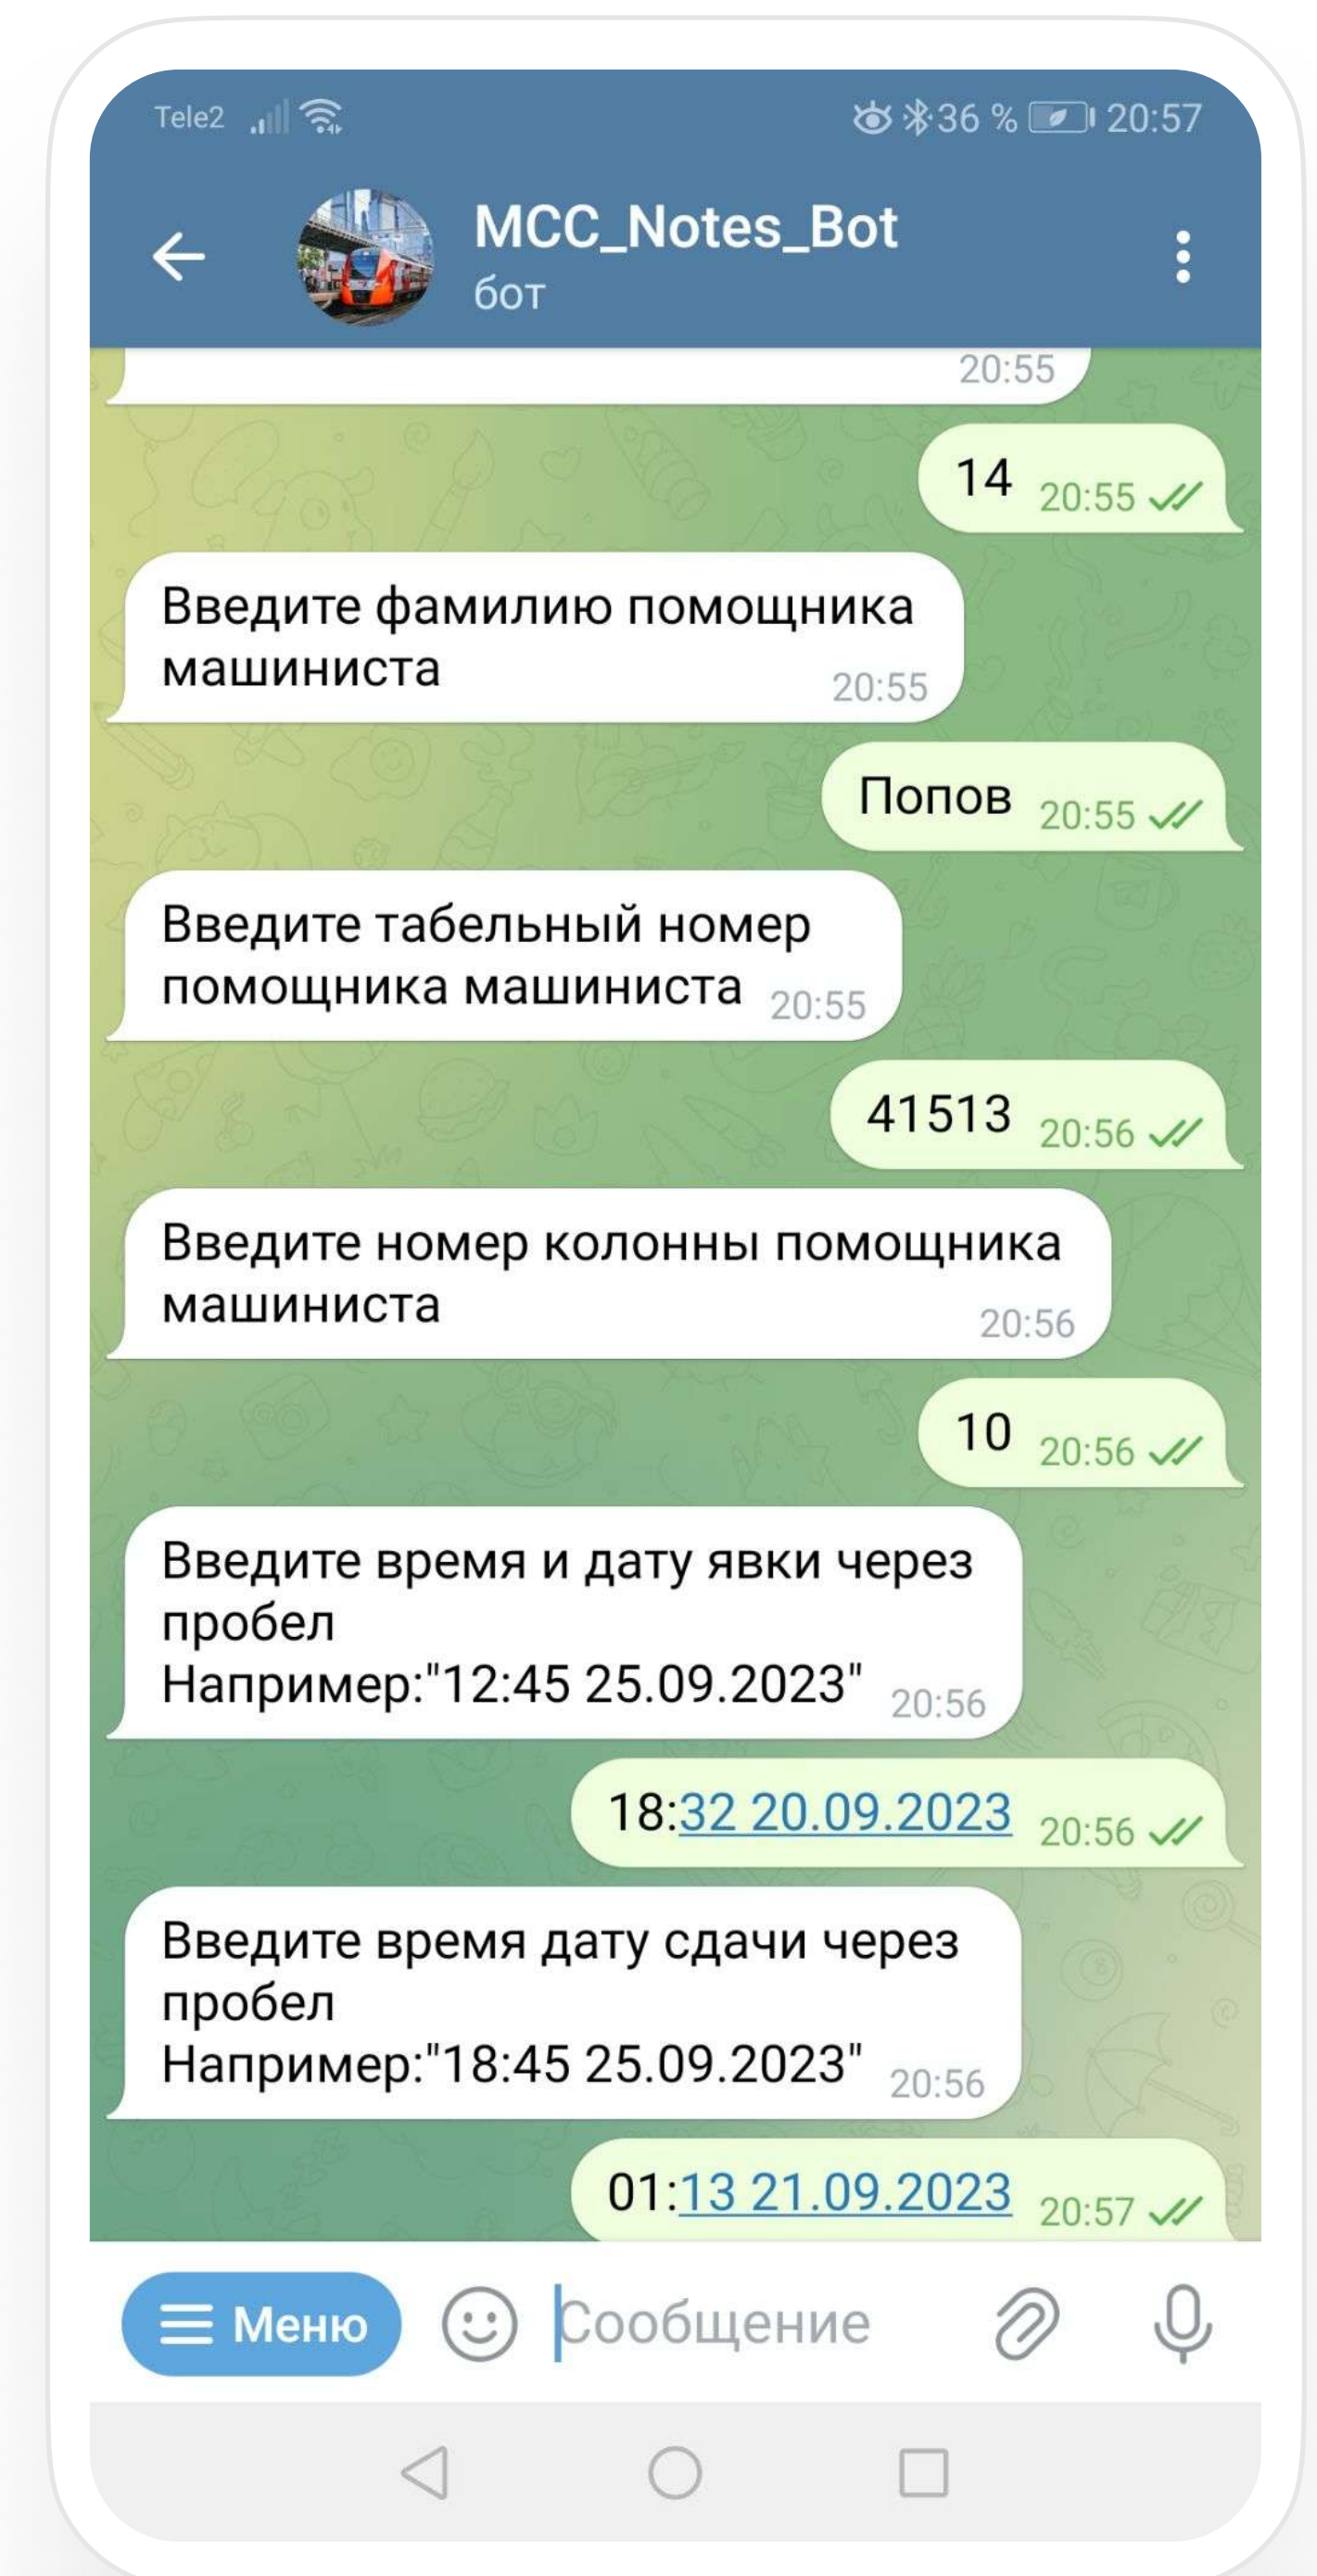 Tele2 36 % 20:57
MCC_Notes_Bot
бот
20:55
14 20:55
Введите фамилию помощника
машиниста 20:55
Попов 20:55
Введите табельный номер
помощника машиниста 20:55
41513 20:56
Введите номер колонны помощника
машиниста 20:56
10 20:56
Введите время и дату явки через
пробел
Например:"12:45 25.09.2023" 20:56
18:32 20.09.2023 20:56
Введите время дату сдачи через
пробел
Например:"18:45 25.09.2023" 20:56
01:13 21.09.2023 20:57
Меню Сообщение